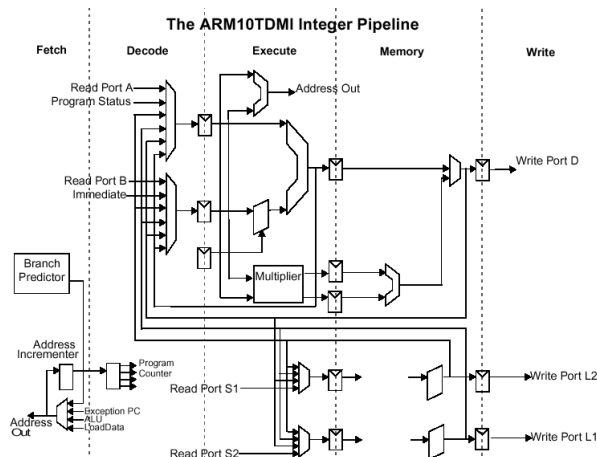 The ARM10TDMI Integer Pipeline
Fetch
Decode
Execute
Memory
Write
Read Port A
Program Status
Address Out
Read Port B
Immediate
Write Port D
Branch
Predictor
Multiplier
Address
Incrementer
Program
Counter
Read Port S1
Write Port L2
Exception PC
ALU
LoadData
Address
Out
Write Port L1
Read Port S2